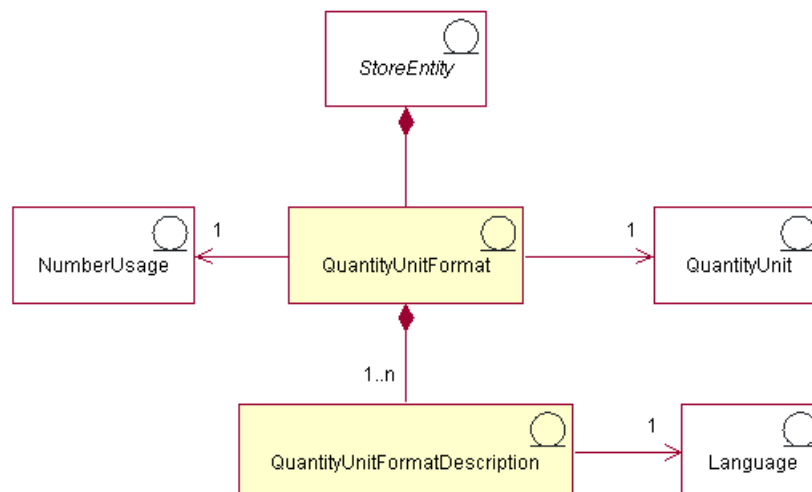 StoreEntity
1
1
NumberUsage
QuantityUnitFormat
QuantityUnit
1..n
1
QuantityUnitFormatDescription
Language